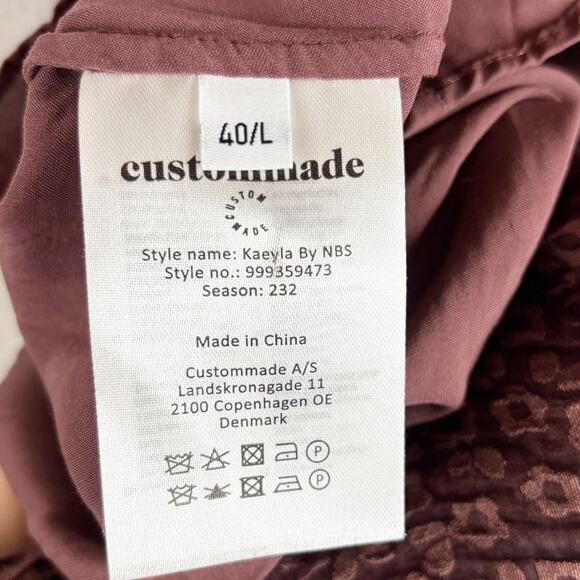 40/L
custommade
CUSTOM
MADE
Style name: Kaeyla By NBS
Style no.: 999359473
Season: 232
Made in China
Custommade A/S
Landskronagade 11
2100 Copenhagen OE
Denmark
P
P